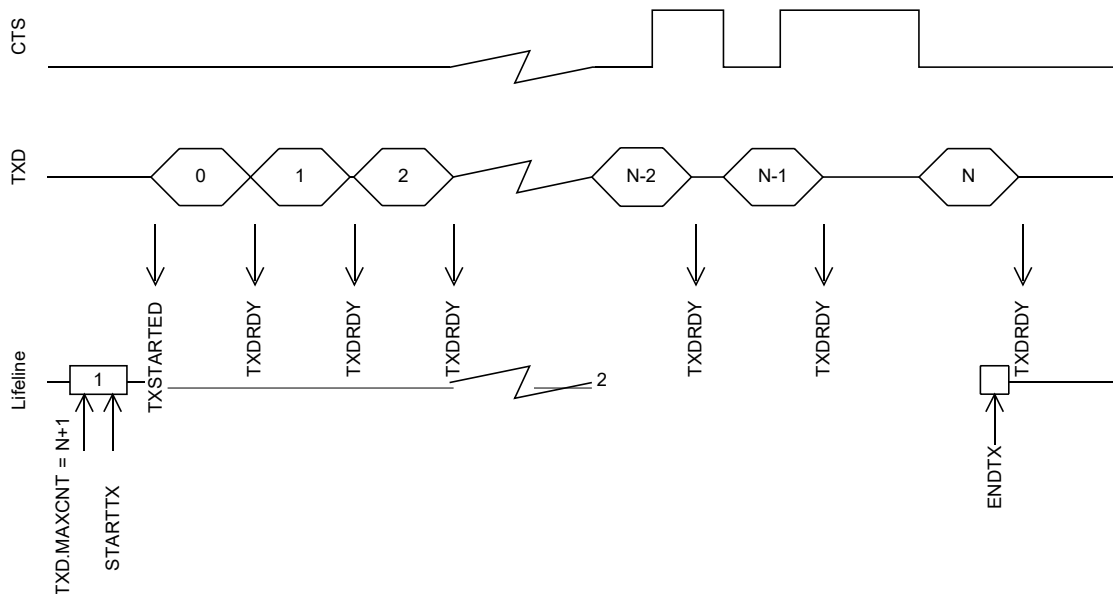 CTS
TXD
0
1
2
N-2
N-1
N
TXSTARTED
TXDRDY
TXDRDY
TXDRDY
TXDRDY
TXDRDY
TXDRDY
Lifeline
1
2
TXD.MAXCNT = N+1
STARTTX
ENDTX